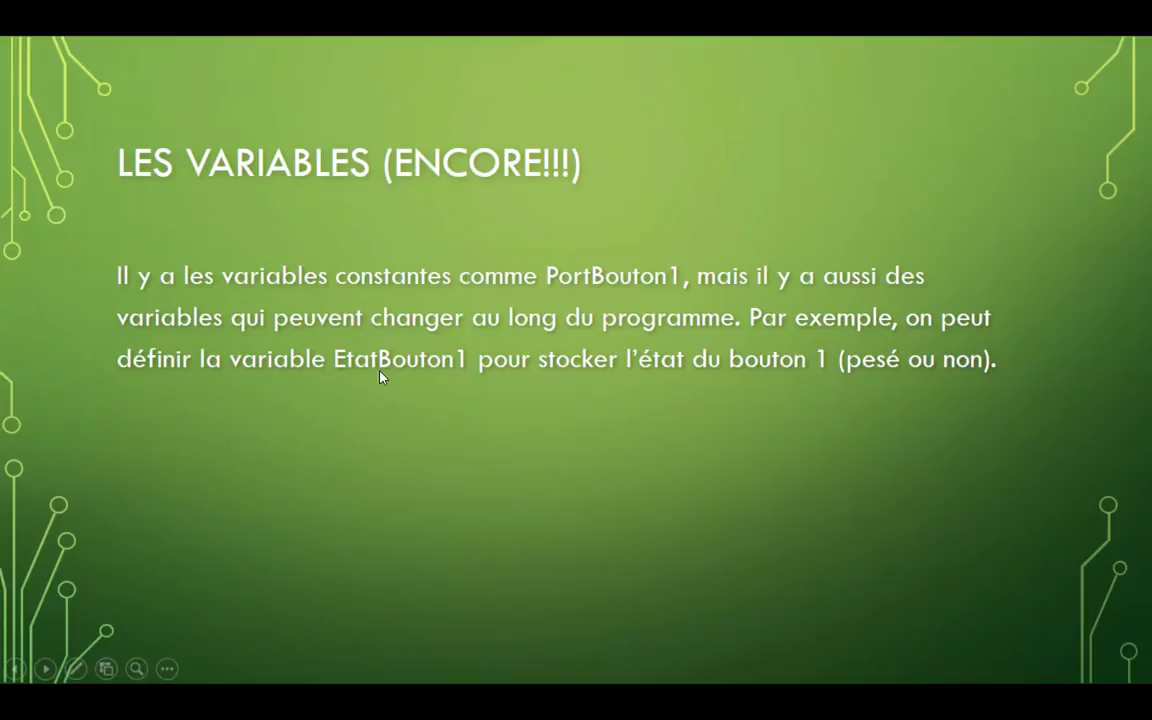 LES VARIABLES (ENCORE!!!)
Il y a les variables constantes comme PortBouton1, mais il y a aussi des
variables qui peuvent changer au long du programme. Par exemple, on peut
définir la variable EtatBouton1 pour stocker l’état du bouton 1 (pesé ou non).